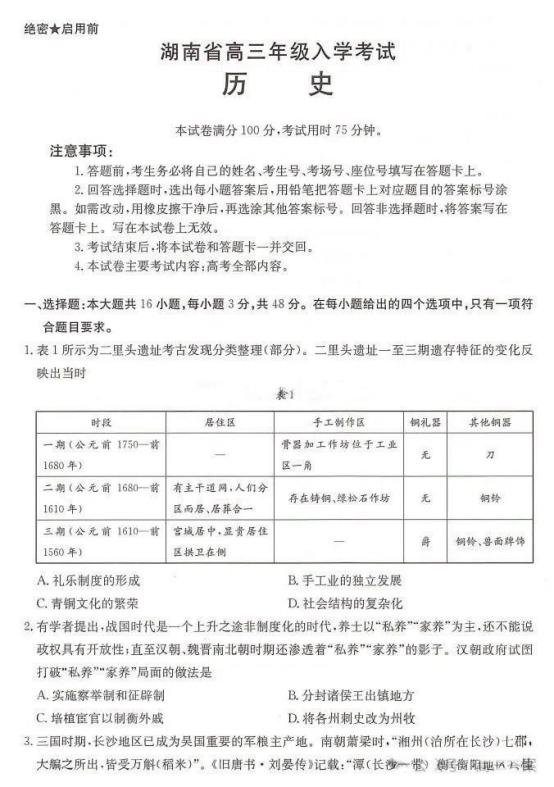 绝密★启用前
湖南省高三年级入学考试
历 史
本试卷满分100分,考试用时75分钟。
注意事项:
1.答题前,考生务必将自己的姓名、考生号、考场号、座位号填写在答题卡上。
2.回答选择题时,选出每小题答案后,用铅笔把答题卡上对应题目的答案标号涂
黑。如需改动,用橡皮擦干净后,再选涂其他答案标号。回答非选择题时,将答案写在
答题卡上。写在本试卷上无效。
3.考试结束后,将本试卷和答题卡一并交回。
4.本试卷主要考试内容:高考全部内容。
一、选择题:本大题共16小题,每小题3分,共48分。在每小题给出的四个选项中,只有一项符
合题目要求。
1.表1所示为二里头遗址考古发现分类整理(部分)。二里头遗址一至三期遗存特征的变化反
映出当时
表1
时段 居住区 手工制作区 铜礼器 其他铜器
一期(公元前1750—前 — 骨器加工作坊位于工业 无 刀
1680年) 区一角
二期(公元前1680—前 有主干道网,人们分 存在铸铜、绿松石作坊 无 铜铃
1610年) 区而居、居葬合一
三期(公元前1610—前 宫城居中,显贵居住 — 爵 铜铃、兽面牌饰
1560年) 区拱卫在侧
A.礼乐制度的形成 B.手工业的独立发展
C.青铜文化的繁荣 D.社会结构的复杂化
2.有学者提出,战国时代是一个上升之途非制度化的时代,养士以“私养”“家养”为主,还不能说
政权具有开放性;直至汉朝、魏晋南北朝时期还渗透着“私养”“家养”的影子。汉朝政府试图
打破“私养”“家养”局面的做法是
A.实施察举制和征辟制 B.分封诸侯王出镇地方
C.培植宦官以制衡外戚 D.将各州刺史改为州牧
3.三国时期,长沙地区已成为吴国重要的军粮主产地。南朝萧梁时,“湘州(治所在长沙)七郡,
大艑之所出,皆受万斛(稻米)”。《旧唐书·刘晏传》记载:“潭(长沙